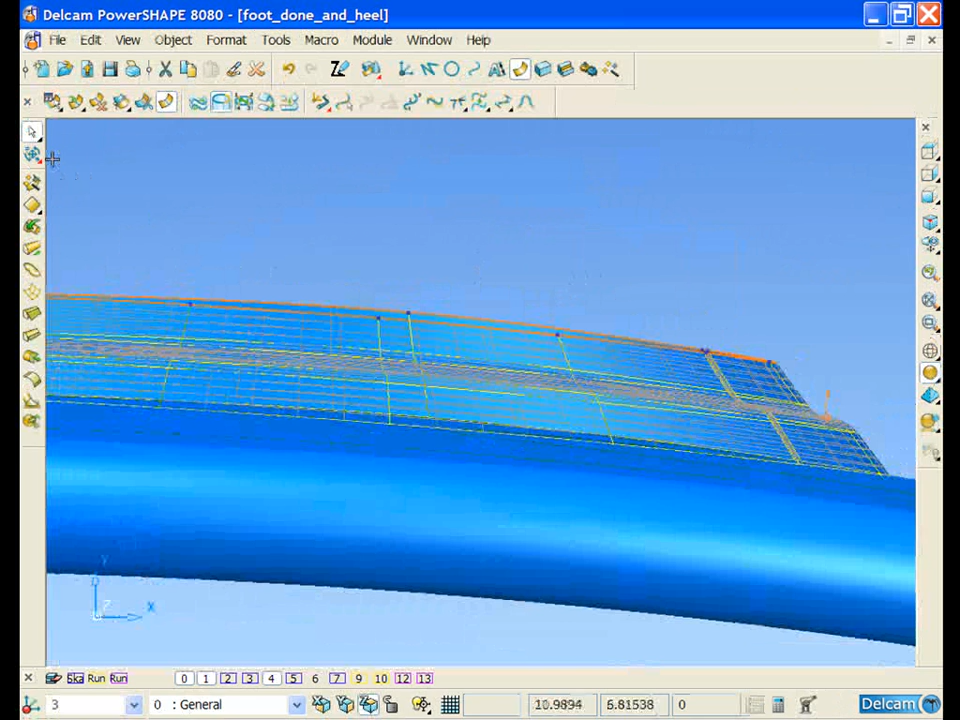 Delcam PowerSHAPE 8080 - [foot_done_and_heel]
File Edit View Object Format Tools Macro Module Window Help
Y
Z X
Ska Run Run 0 1 2 3 4 5 6 7 9 10 12 13
3 0 : General 10.9894 6.81538 0 Delcam